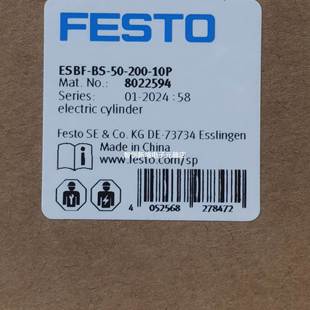 FESTO
ESBF-BS-50-200-10P
Mat. No.: 8022594
Series: 01-2024 : 58
electric cylinder
Festo SE & Co. KG DE-73734 Esslingen
Made in China
www.festo.com/sp
4 052568 278472